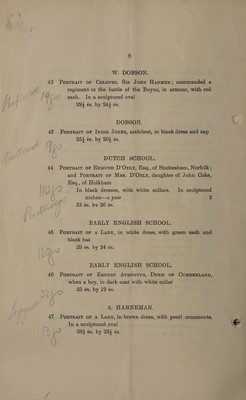 8
W. DOBSON.
42 PORTRAIT OF COLONEL SIR JOHN HANMER; commanded a
regiment at the battle of the Boyne, in armour, with red
sash. In a sculptured oval
29½ in. by 24½ in.
DOBSON.
43 PORTRAIT OF INIGO JONES, architect, in black dress and cap
25½ in. by 20½ in.
DUTCH SCHOOL.
44 PORTRAIT OF EDMUND D'OYLY, Esq., of Shottesham, Norfolk;
and PORTRAIT OF MRS. D'OYLY, daughter of John Coke,
Esq., of Holkham
In black dresses, with white collars. In sculptured
niches—a pair 2
25 in. by 20 in.
EARLY ENGLISH SCHOOL.
45 PORTRAIT OF A LADY, in white dress, with green sash and
black hat
29 in. by 24 in.
EARLY ENGLISH SCHOOL.
46 PORTRAIT OF ERNEST AUGUSTUS, DUKE OF CUMBERLAND,
when a boy, in dark coat with white collar
23 in. by 19 in.
A. HANNEMAN.
47 PORTRAIT OF A LADY, in brown dress, with pearl ornaments.
In a sculptured oval
28½ in. by 23½ in.